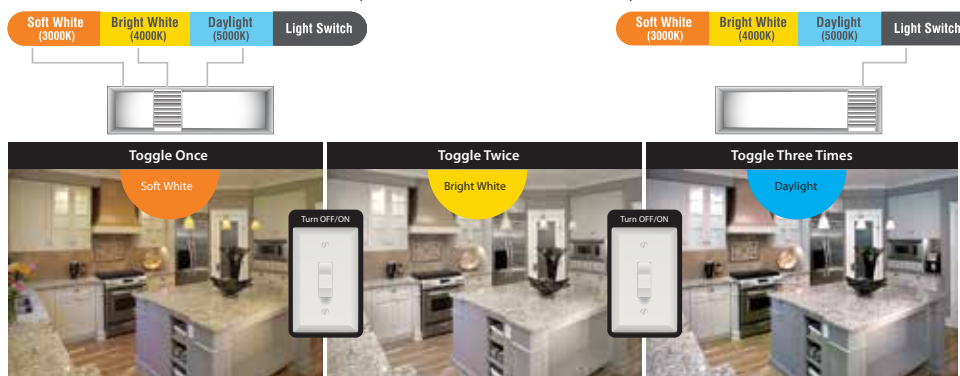 Soft White
(3000K)
Bright White
(4000K)
Daylight
(5000K)
Light Switch
Soft White
(3000K)
Bright White
(4000K)
Daylight
(5000K)
Light Switch
Toggle Once
Toggle Twice
Toggle Three Times
Soft White
Bright White
Daylight
Turn OFF/ON
Turn OFF/ON